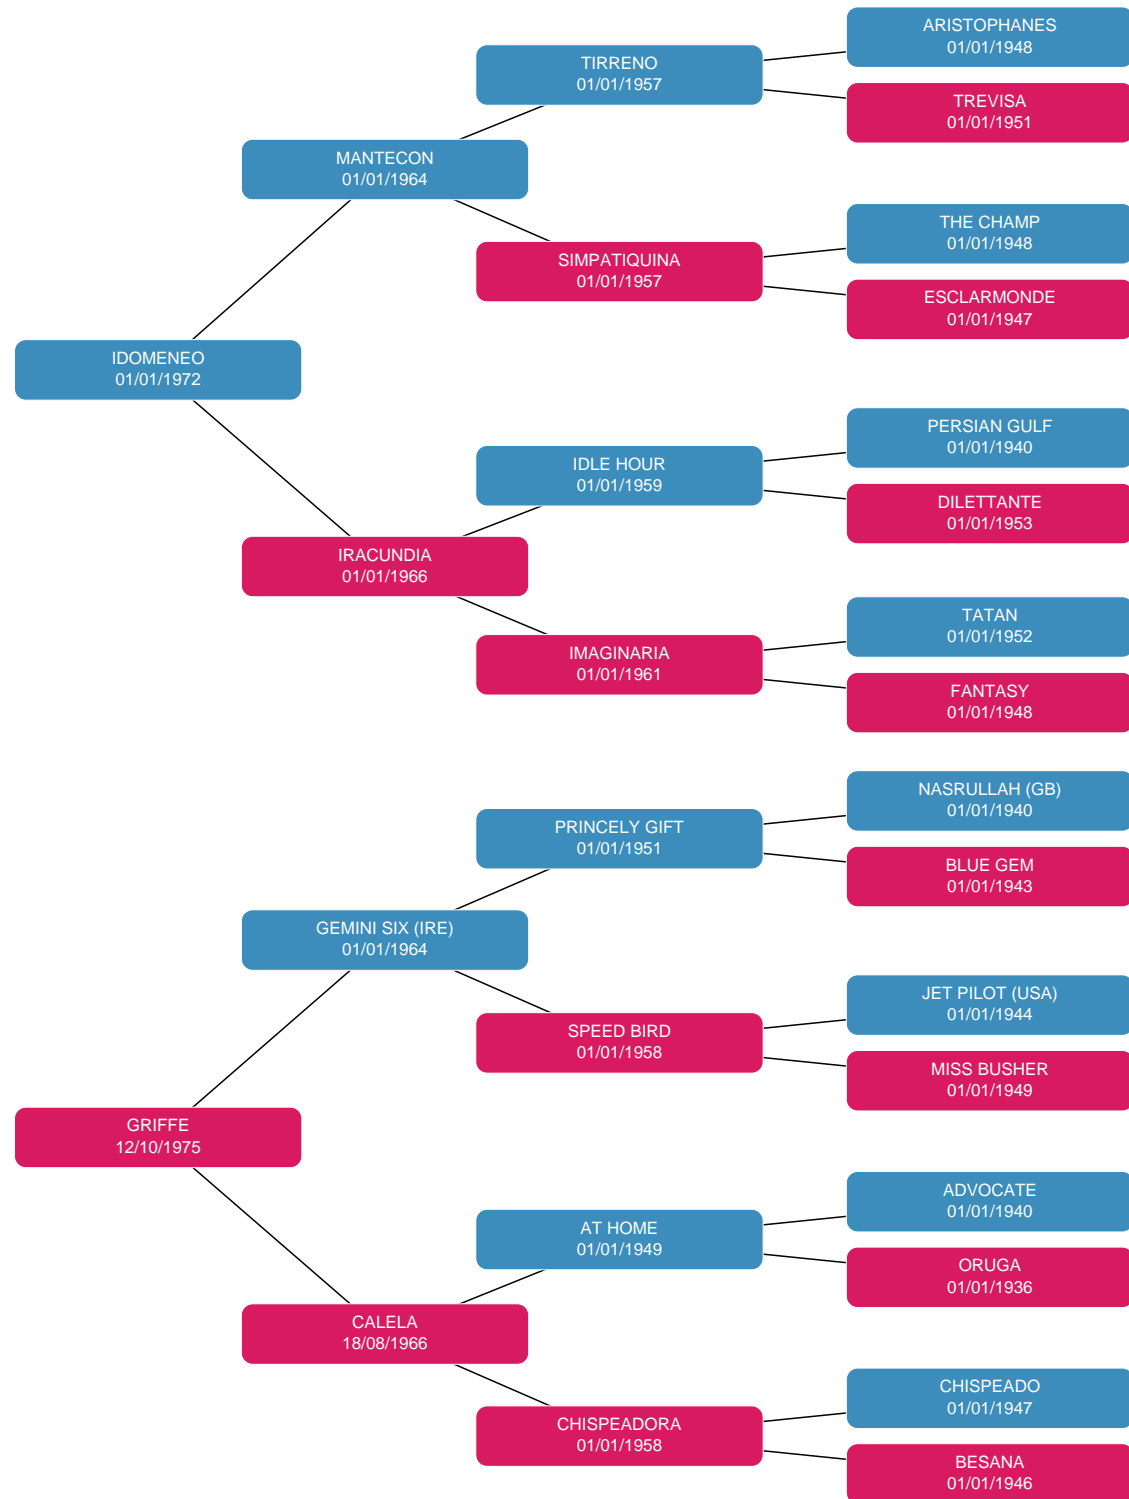 ARISTOPHANES
01/01/1948
TIRRENO
01/01/1957
TREVISA
01/01/1951
MANTECON
01/01/1964
THE CHAMP
01/01/1948
SIMPATIQUINA
01/01/1957
ESCLARMONDE
01/01/1947
IDOMENEO
01/01/1972
PERSIAN GULF
01/01/1940
IDLE HOUR
01/01/1959
DILETTANTE
01/01/1953
IRACUNDIA
01/01/1966
TATAN
01/01/1952
IMAGINARIA
01/01/1961
FANTASY
01/01/1948
NASRULLAH (GB)
01/01/1940
PRINCELY GIFT
01/01/1951
BLUE GEM
01/01/1943
GEMINI SIX (IRE)
01/01/1964
JET PILOT (USA)
01/01/1944
SPEED BIRD
01/01/1958
MISS BUSHER
01/01/1949
GRIFFE
12/10/1975
ADVOCATE
01/01/1940
AT HOME
01/01/1949
ORUGA
01/01/1936
CALELA
18/08/1966
CHISPEADO
01/01/1947
CHISPEADORA
01/01/1958
BESANA
01/01/1946